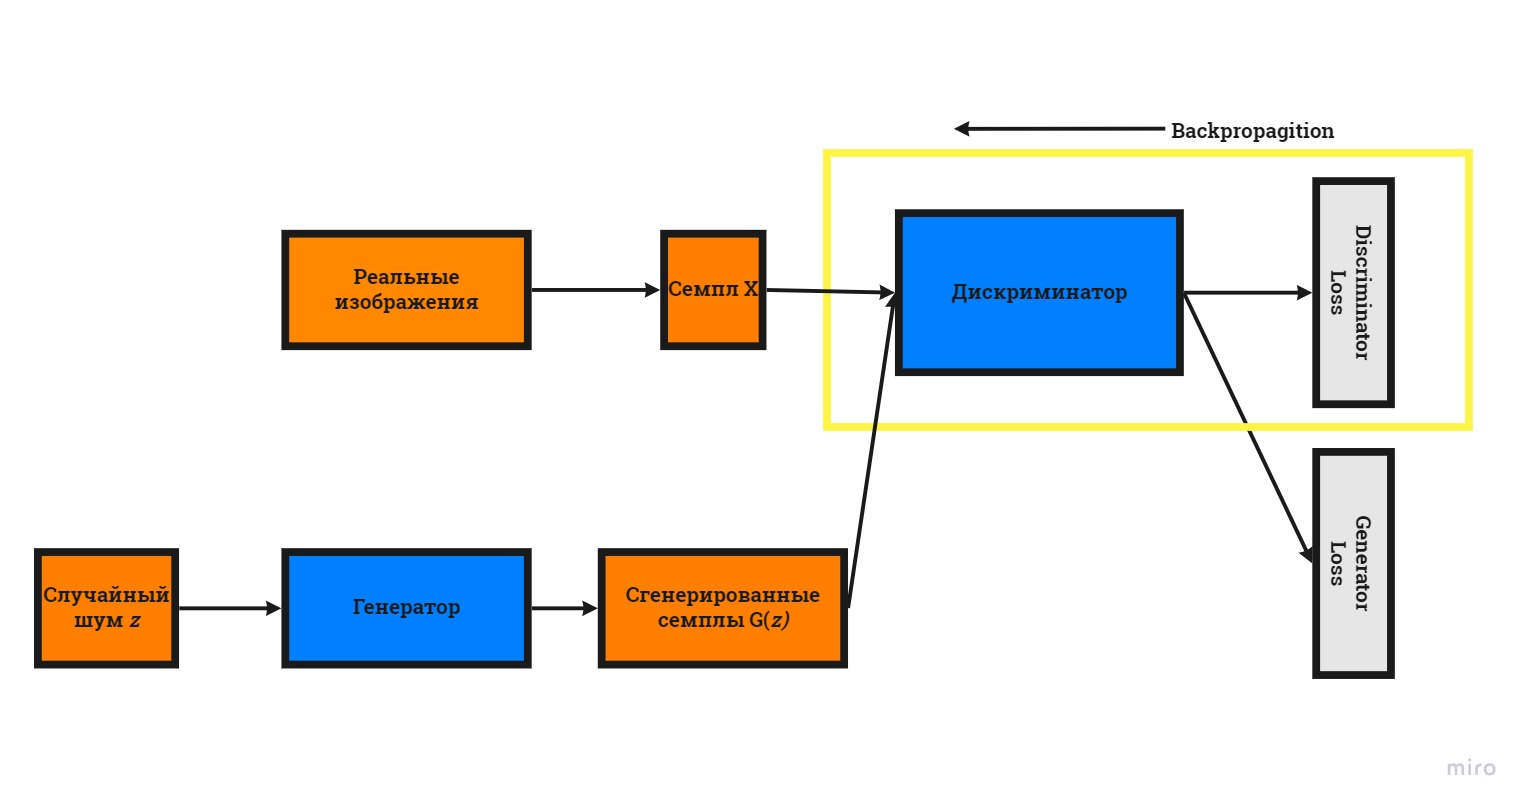 Backpropagition
Реальные
изображения
Семпл X
Дискриминатор
Discriminator
Loss
Случайный
шум z
Генератор
Сгенерированные
семплы G(z)
Generator
Loss
miro